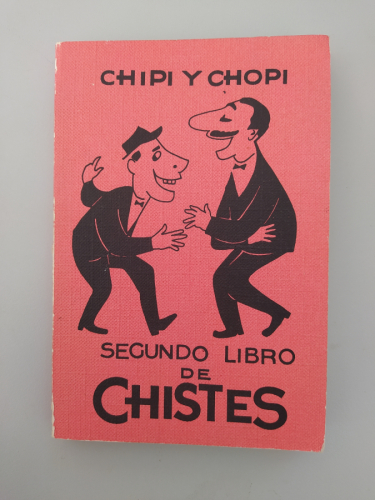 CHIPI Y CHOPI
SEGUNDO LIBRO
DE
CHISTES